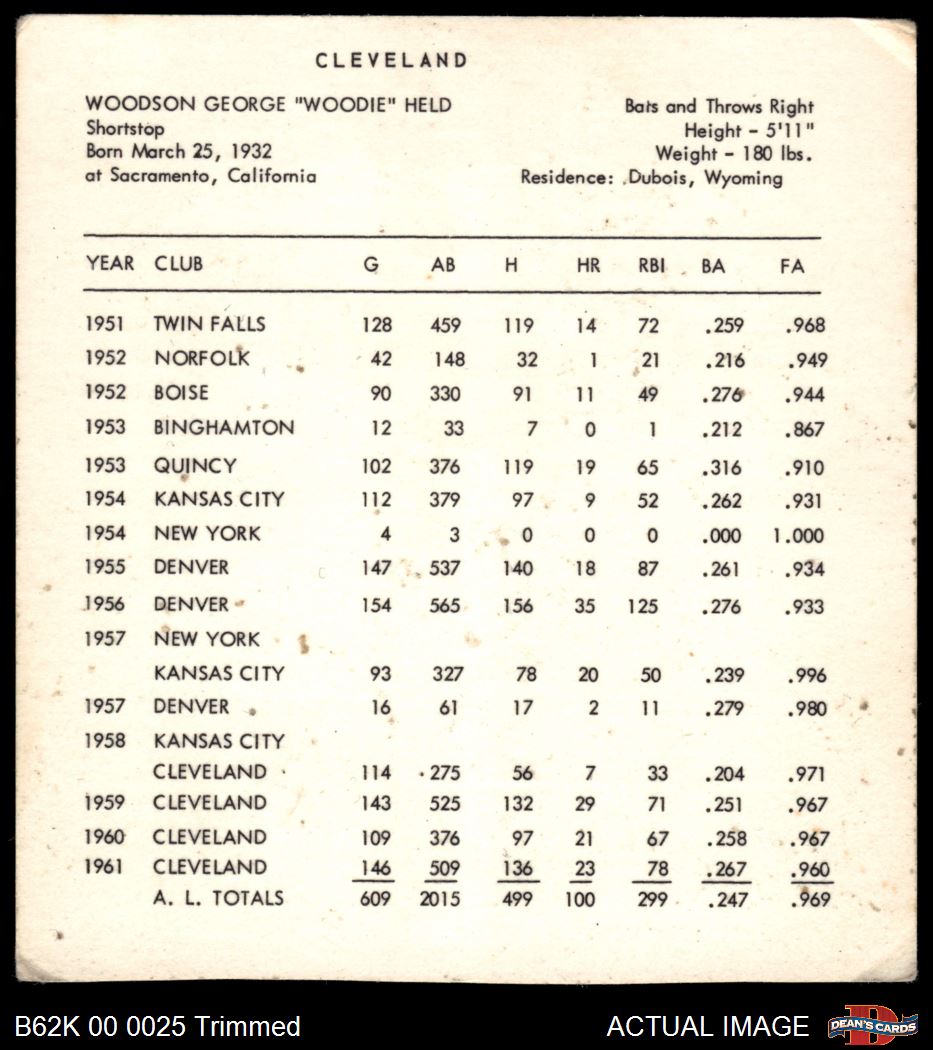 CLEVELAND
WOODSON GEORGE "WOODIE" HELD Bats and Throws Right
Shortstop Height - 5'11"
Born March 25, 1932 Weight - 180 lbs.
at Sacramento, California Residence: Dubois, Wyoming
YEAR CLUB G AB H HR RBI BA FA
1951 TWIN FALLS 128 459 119 14 72 .259 .968
1952 NORFOLK 42 148 32 1 21 .216 .949
1952 BOISE 90 330 91 11 49 .276 .944
1953 BINGHAMTON 12 33 7 0 1 .212 .867
1953 QUINCY 102 376 119 19 65 .316 .910
1954 KANSAS CITY 112 379 97 9 52 .262 .931
1954 NEW YORK 4 3 0 0 0 .000 1.000
1955 DENVER 147 537 140 18 87 .261 .934
1956 DENVER 154 565 156 35 125 .276 .933
1957 NEW YORK
KANSAS CITY 93 327 78 20 50 .239 .996
1957 DENVER 16 61 17 2 11 .279 .980
1958 KANSAS CITY
CLEVELAND 114 275 56 7 33 .204 .971
1959 CLEVELAND 143 525 132 29 71 .251 .967
1960 CLEVELAND 109 376 97 21 67 .258 .967
1961 CLEVELAND 146 509 136 23 78 .267 .960
A. L. TOTALS 609 2015 499 100 299 .247 .969
B62K 00 0025 Trimmed ACTUAL IMAGE DEAN'S CARDS